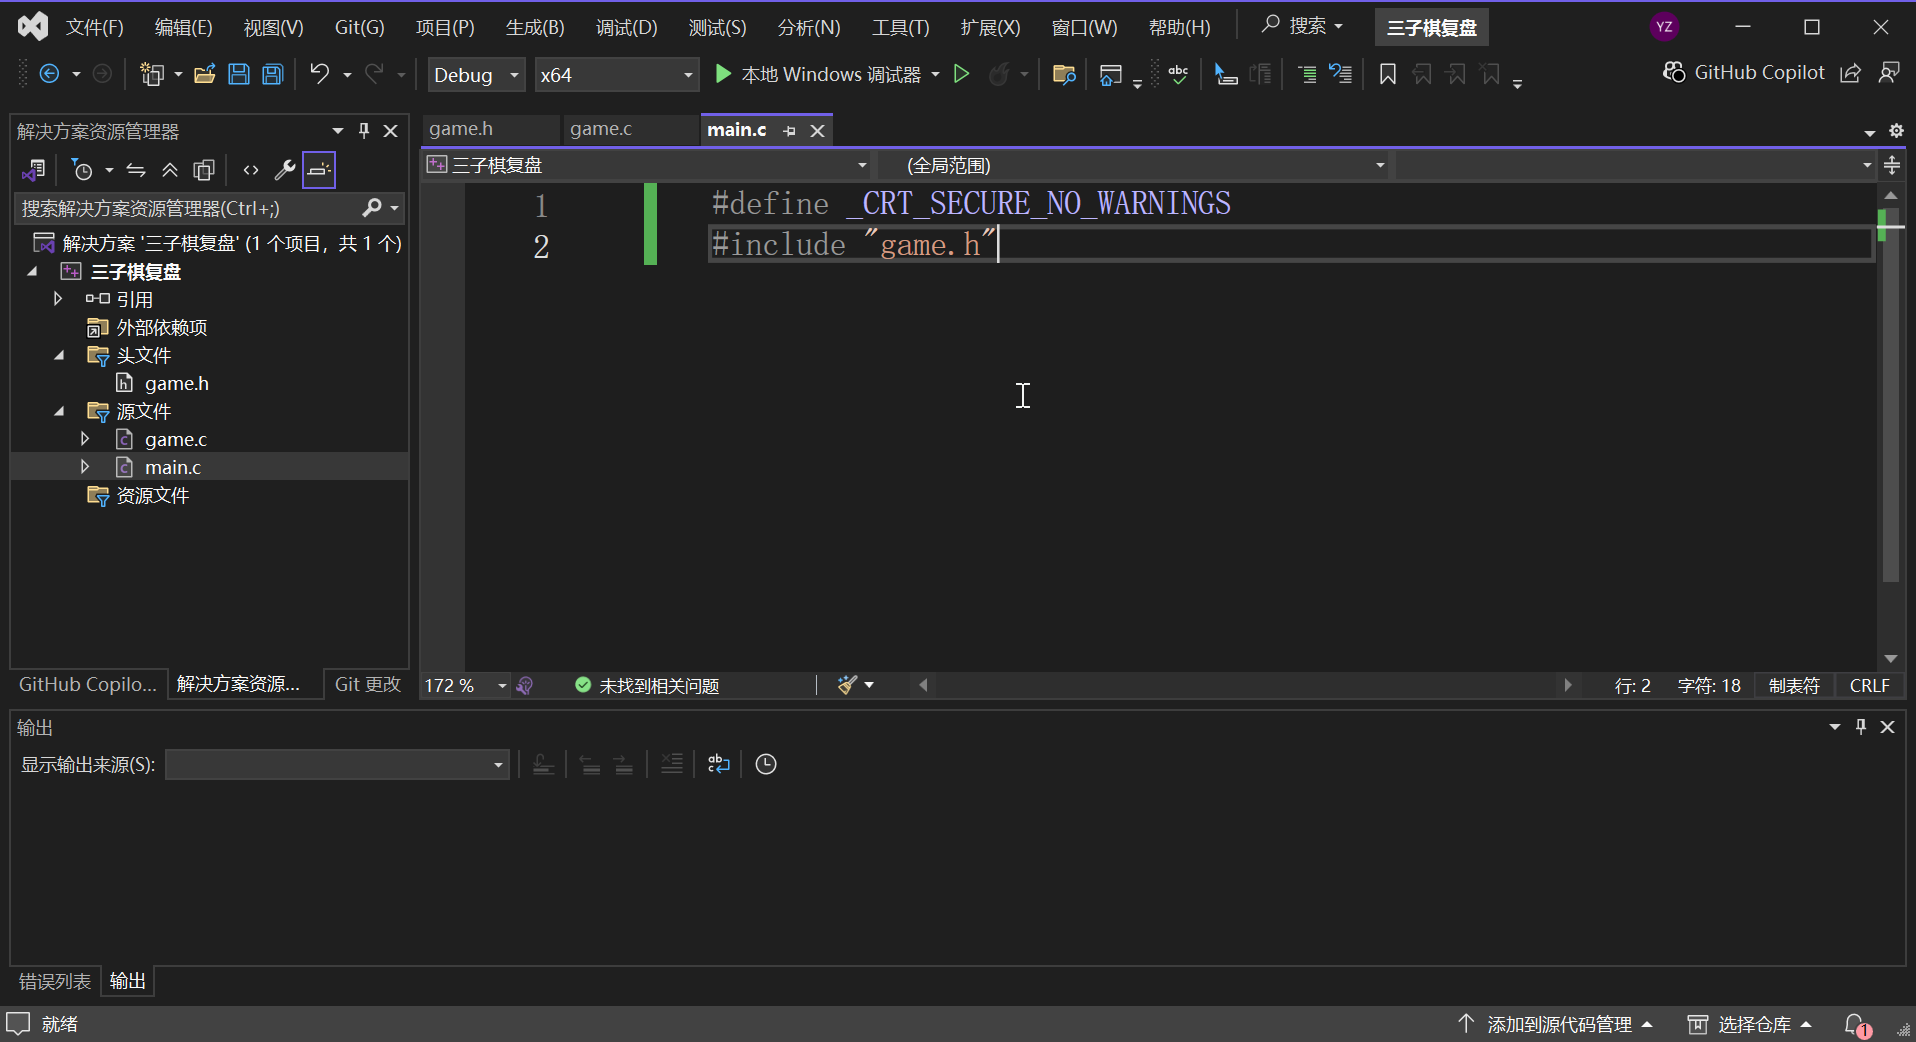 文件(F) 编辑(E) 视图(V) Git(G) 项目(P) 生成(B) 调试(D) 测试(S) 分析(N) 工具(T) 扩展(X) 窗口(W) 帮助(H) 搜索 三子棋复盘 YZ
Debug x64 本地 Windows 调试器 abc GitHub Copilot
解决方案资源管理器
game.h game.c main.c
三子棋复盘 (全局范围)
搜索解决方案资源管理器(Ctrl+;)
解决方案 '三子棋复盘' (1 个项目，共 1 个)
三子棋复盘
引用
外部依赖项
头文件
game.h
源文件
game.c
main.c
资源文件
1 #define _CRT_SECURE_NO_WARNINGS
2 #include "game.h"
GitHub Copilo... 解决方案资源... Git 更改
172 % 未找到相关问题 行: 2 字符: 18 制表符 CRLF
输出
显示输出来源(S):
错误列表 输出
就绪 添加到源代码管理 选择仓库 1